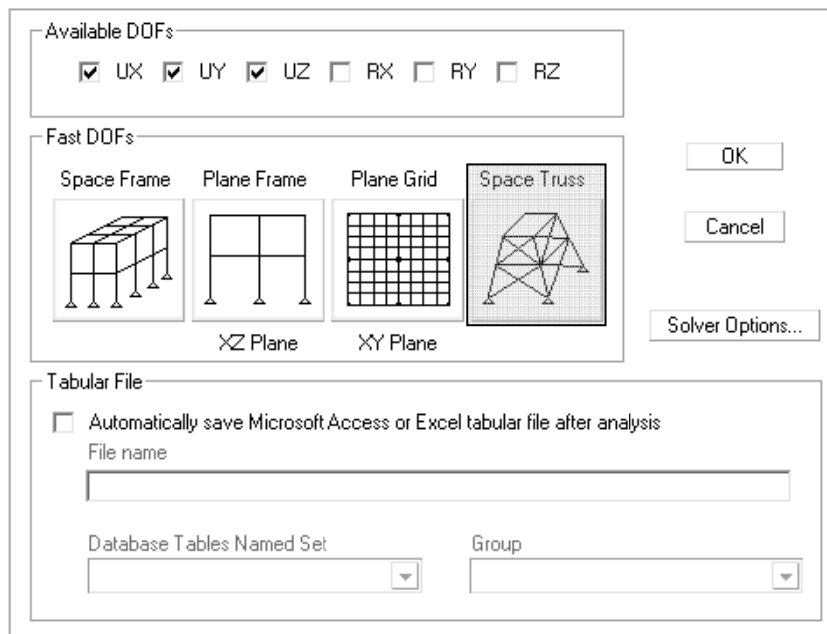 Available DOFs
UX UY UZ RX RY RZ
Fast DOFs
Space Frame Plane Frame Plane Grid Space Truss
XZ Plane XY Plane
OK
Cancel
Solver Options...
Tabular File
Automatically save Microsoft Access or Excel tabular file after analysis
File name
Database Tables Named Set Group